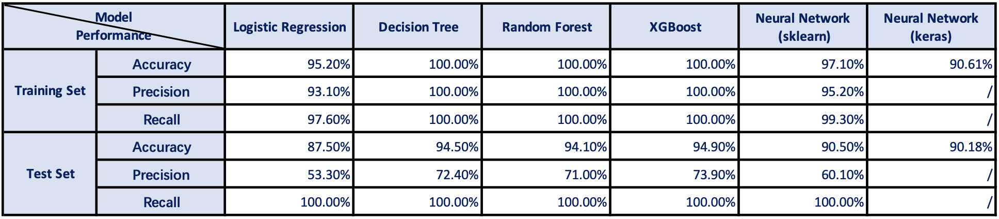 Model
Performance
Logistic Regression Decision Tree Random Forest XGBoost Neural Network (sklearn) Neural Network (keras)
Training Set
Accuracy 95.20% 100.00% 100.00% 100.00% 97.10% 90.61%
Precision 93.10% 100.00% 100.00% 100.00% 95.20% /
Recall 97.60% 100.00% 100.00% 100.00% 99.30% /
Test Set
Accuracy 87.50% 94.50% 94.10% 94.90% 90.50% 90.18%
Precision 53.30% 72.40% 71.00% 73.90% 60.10% /
Recall 100.00% 100.00% 100.00% 100.00% 100.00% /